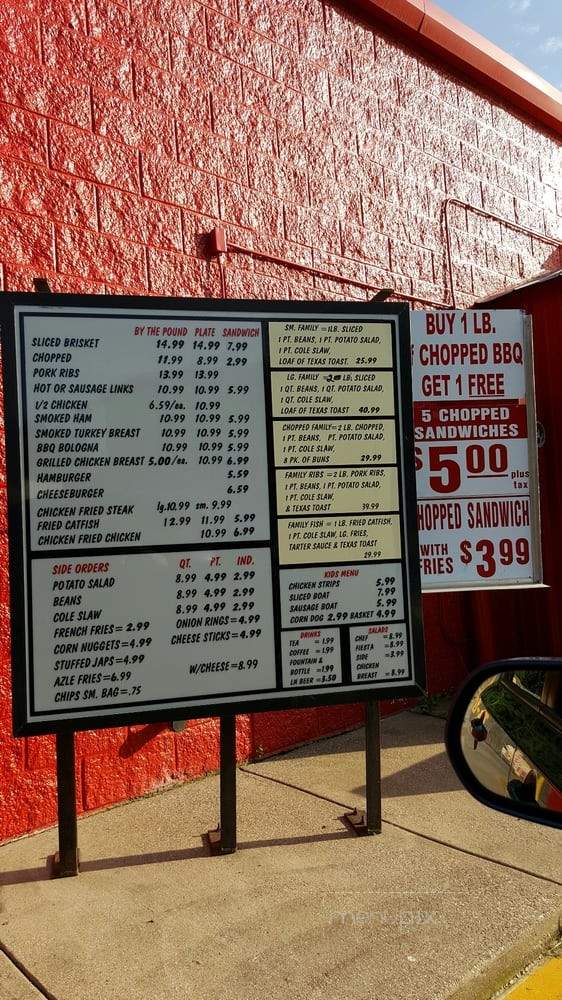 BY THE POUND PLATE SANDWICH
SLICED BRISKET 14.99 14.99 7.99
CHOPPED 11.99 8.99 2.99
PORK RIBS 13.99 13.99
HOT OR SAUSAGE LINKS 10.99 10.99 5.99
1/2 CHICKEN 6.59/ea. 10.99
SMOKED HAM 10.99 10.99 5.99
SMOKED TURKEY BREAST 10.99 10.99 5.99
BBQ BOLOGNA 10.99 10.99 5.99
GRILLED CHICKEN BREAST 5.00/ea. 10.99 6.99
HAMBURGER 5.59
CHEESEBURGER 6.59
CHICKEN FRIED STEAK lg.10.99 sm. 9.99
FRIED CATFISH 12.99 11.99 5.99
CHICKEN FRIED CHICKEN 10.99 6.99
SIDE ORDERS QT. PT. IND.
POTATO SALAD 8.99 4.99 2.99
BEANS 8.99 4.99 2.99
COLE SLAW 8.99 4.99 2.99
FRENCH FRIES = 2.99 ONION RINGS =4.99
CORN NUGGETS =4.99 CHEESE STICKS =4.99
STUFFED JAPS =4.99
AZLE FRIES =6.99 W/CHEESE =8.99
CHIPS SM. BAG =.75
SM. FAMILY = 1LB. SLICED
1 PT. BEANS, 1 PT. POTATO SALAD,
1 PT. COLE SLAW,
LOAF OF TEXAS TOAST 25.99
LG. FAMILY = LB. SLICED
1 QT. BEANS, 1 QT. POTATO SALAD,
1 QT. COLE SLAW,
LOAF OF TEXAS TOAST 40.99
CHOPPED FAMILY= 2 LB. CHOPPED,
1 PT. BEANS, PT. POTATO SALAD,
1 PT. COLE SLAW,
8 PK. OF BUNS 29.99
FAMILY RIBS = 2 LB. PORK RIBS,
1 PT. BEANS, 1 PT. POTATO SALAD,
1 PT. COLE SLAW,
& TEXAS TOAST 39.99
FAMILY FISH = 1 LB. FRIED CATFISH,
1 PT. COLE SLAW, LG. FRIES,
TARTER SAUCE & TEXAS TOAST
29.99
KIDS MENU
CHICKEN STRIPS 5.99
SLICED BOAT 7.99
SAUSAGE BOAT 5.99
CORN DOG 2.99 BASKET 4.99
DRINKS
TEA = 1.99
COFFEE = 1.99
FOUNTAIN &
BOTTLE =1.99
LN BEER =3.50
SALADS
CHEF =8.99
FIESTA =8.99
SIDE =3.99
CHICKEN
BREAST =8.99
BUY 1 LB.
CHOPPED BBQ
GET 1 FREE
5 CHOPPED
SANDWICHES
$5.00 plus
tax
HOPPED SANDWICH
WITH
FRIES $3.99
menupix